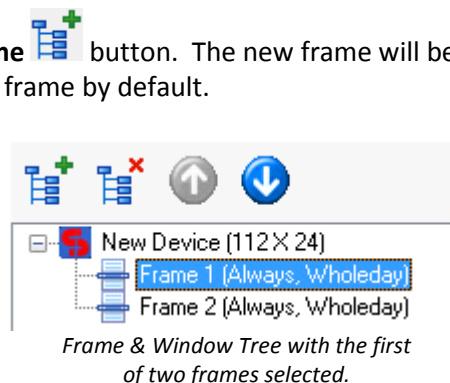 me button. The new frame will be
frame by default.
New Device (112 X 24)
Frame 1 (Always, Wholeday)
Frame 2 (Always, Wholeday)
Frame & Window Tree with the first
of two frames selected.